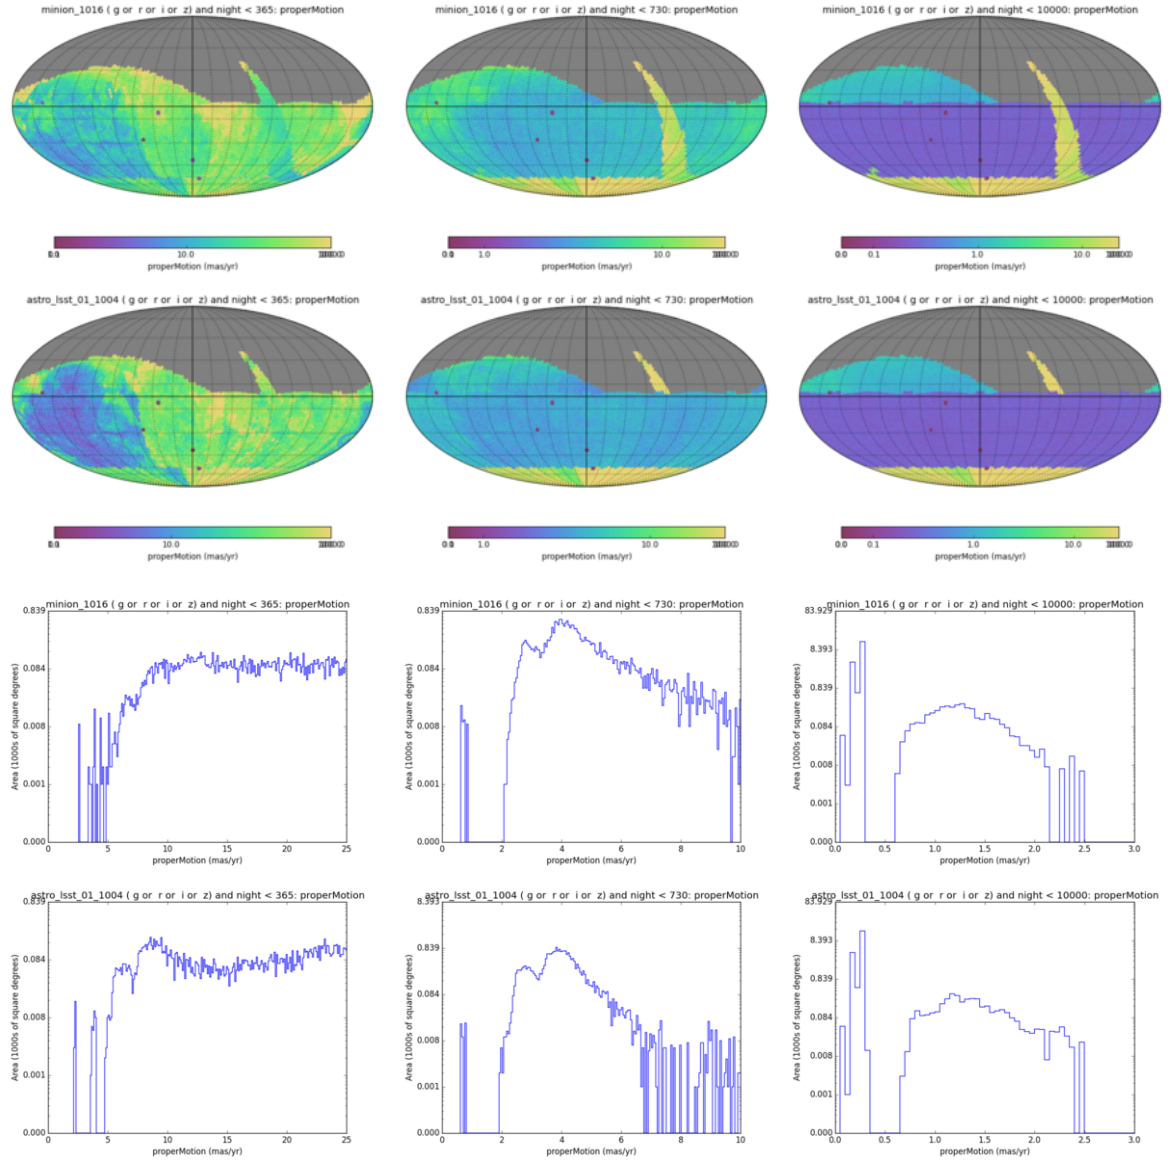 minion_1016 ( g or r or i or z) and night < 365: properMotion
minion_1016 ( g or r or i or z) and night < 730: properMotion
minion_1016 ( g or r or i or z) and night < 10000: properMotion
10.0
properMotion (mas/yr)
0.0 1.0 10.0
properMotion (mas/yr)
0.0 0.1 1.0 10.0
properMotion (mas/yr)
astro_lsst_01_1004 ( g or r or i or z) and night < 365: properMotion
astro_lsst_01_1004 ( g or r or i or z) and night < 730: properMotion
astro_lsst_01_1004 ( g or r or i or z) and night < 10000: properMotion
10.0
properMotion (mas/yr)
1.0 10.0
properMotion (mas/yr)
0.0 0.1 1.0 10.0
properMotion (mas/yr)
minion_1016 ( g or r or i or z) and night < 365: properMotion
0.839
0.084
0.008
0.001
0.000
Area (1000s of square degrees)
0 5 10 15 20 25
properMotion (mas/yr)
minion_1016 ( g or r or i or z) and night < 730: properMotion
0.839
0.084
0.008
0.001
0.000
Area (1000s of square degrees)
0 2 4 6 8 10
properMotion (mas/yr)
minion_1016 ( g or r or i or z) and night < 10000: properMotion
83.929
8.393
0.839
0.084
0.008
0.001
0.000
Area (1000s of square degrees)
0.0 0.5 1.0 1.5 2.0 2.5 3.0
properMotion (mas/yr)
astro_lsst_01_1004 ( g or r or i or z) and night < 365: properMotion
0.839
0.084
0.008
0.001
0.000
Area (1000s of square degrees)
0 5 10 15 20 25
properMotion (mas/yr)
astro_lsst_01_1004 ( g or r or i or z) and night < 730: properMotion
8.393
0.839
0.084
0.008
0.001
0.000
Area (1000s of square degrees)
0 2 4 6 8 10
properMotion (mas/yr)
astro_lsst_01_1004 ( g or r or i or z) and night < 10000: properMotion
83.929
8.393
0.839
0.084
0.008
0.001
0.000
Area (1000s of square degrees)
0.0 0.5 1.0 1.5 2.0 2.5 3.0
properMotion (mas/yr)